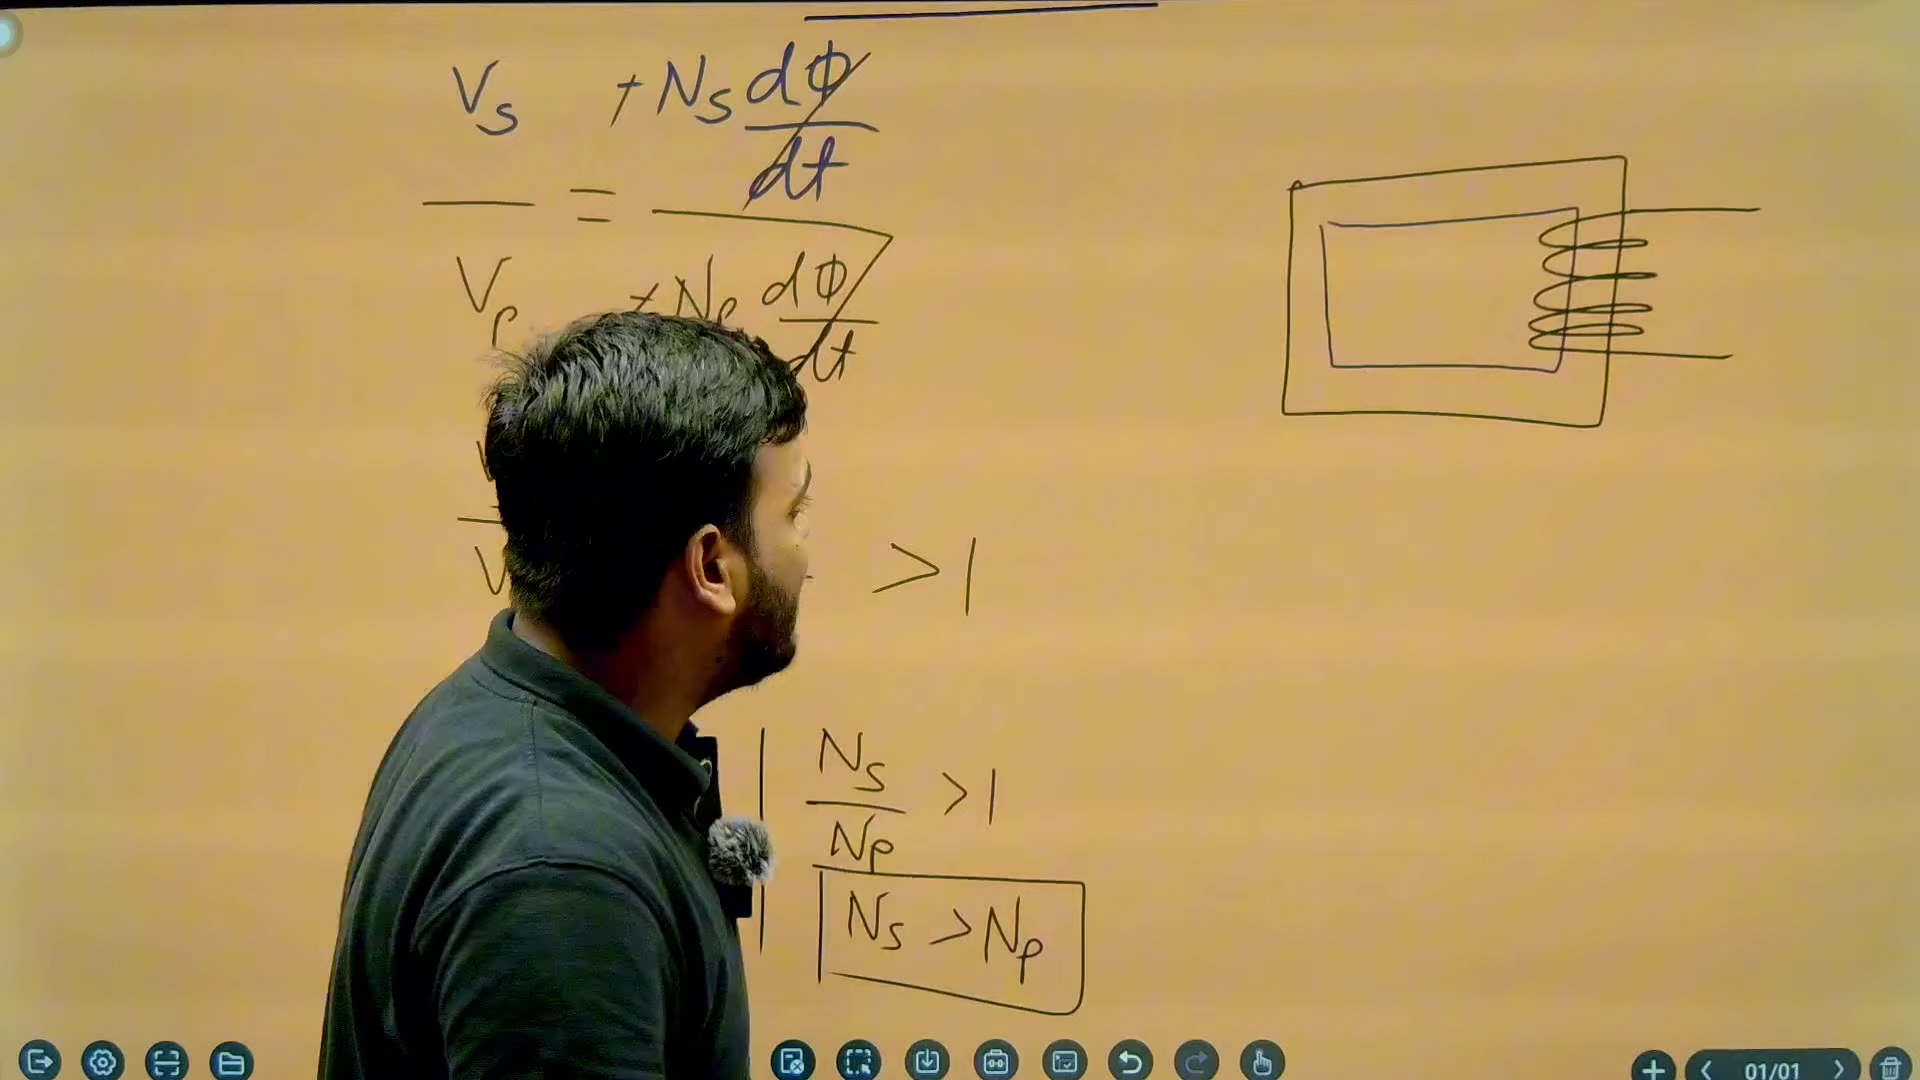 Vs / Vp = + Ns dΦ/dt / + Np dΦ/dt
V / V > 1
Ns / Np > 1
Ns > Np
01/01